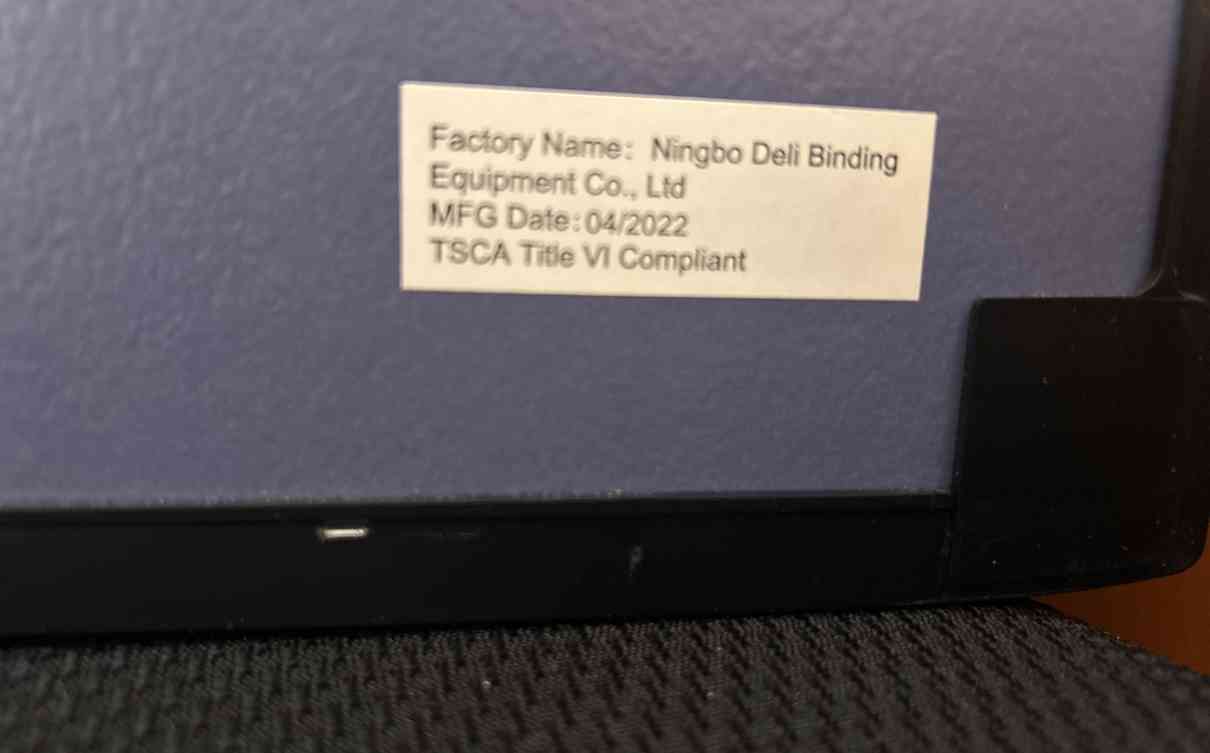 Factory Name: Ningbo Deli Binding
Equipment Co., Ltd
MFG Date:04/2022
TSCA Title VI Compliant